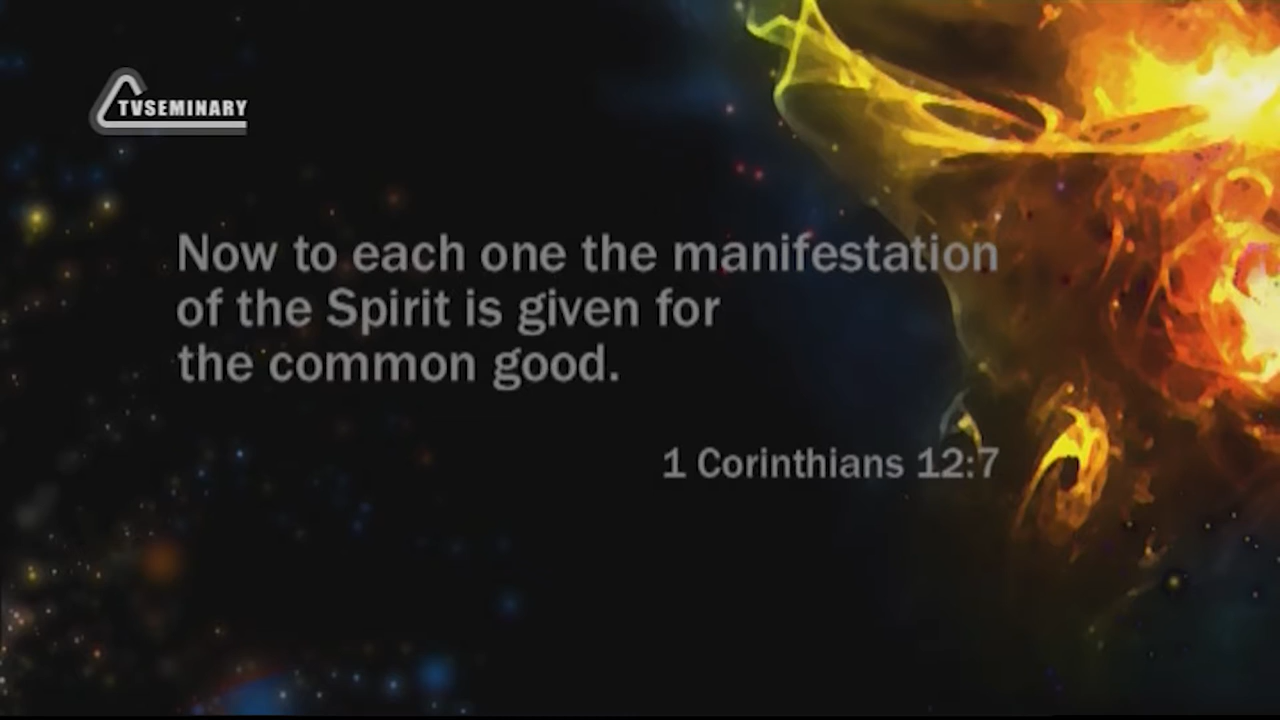 TVSEMINARY
Now to each one the manifestation
of the Spirit is given for
the common good.
1 Corinthians 12:7